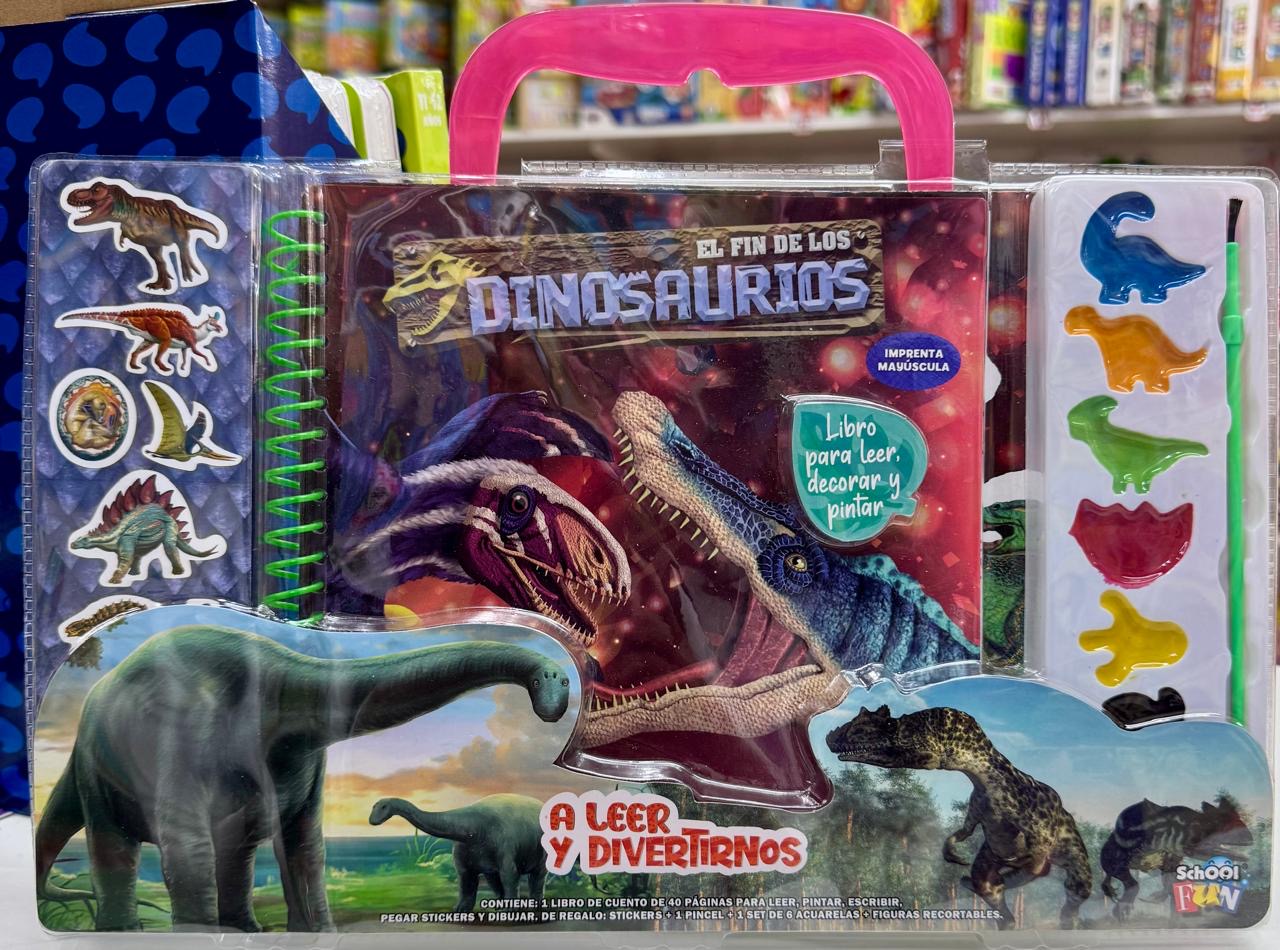 EL FIN DE LOS
DINOSAURIOS
IMPRENTA
MAYÚSCULA
Libro
para leer,
decorar y
pintar
A LEER
Y DIVERTIRNOS
CONTIENE: 1 LIBRO DE CUENTO DE 40 PÁGINAS PARA LEER, PINTAR, ESCRIBIR,
PEGAR STICKERS Y DIBUJAR. DE REGALO: STICKERS + 1 PINCEL + 1 SET DE 6 ACUARELAS + FIGURAS RECORTABLES.
SCHOOL
FUN